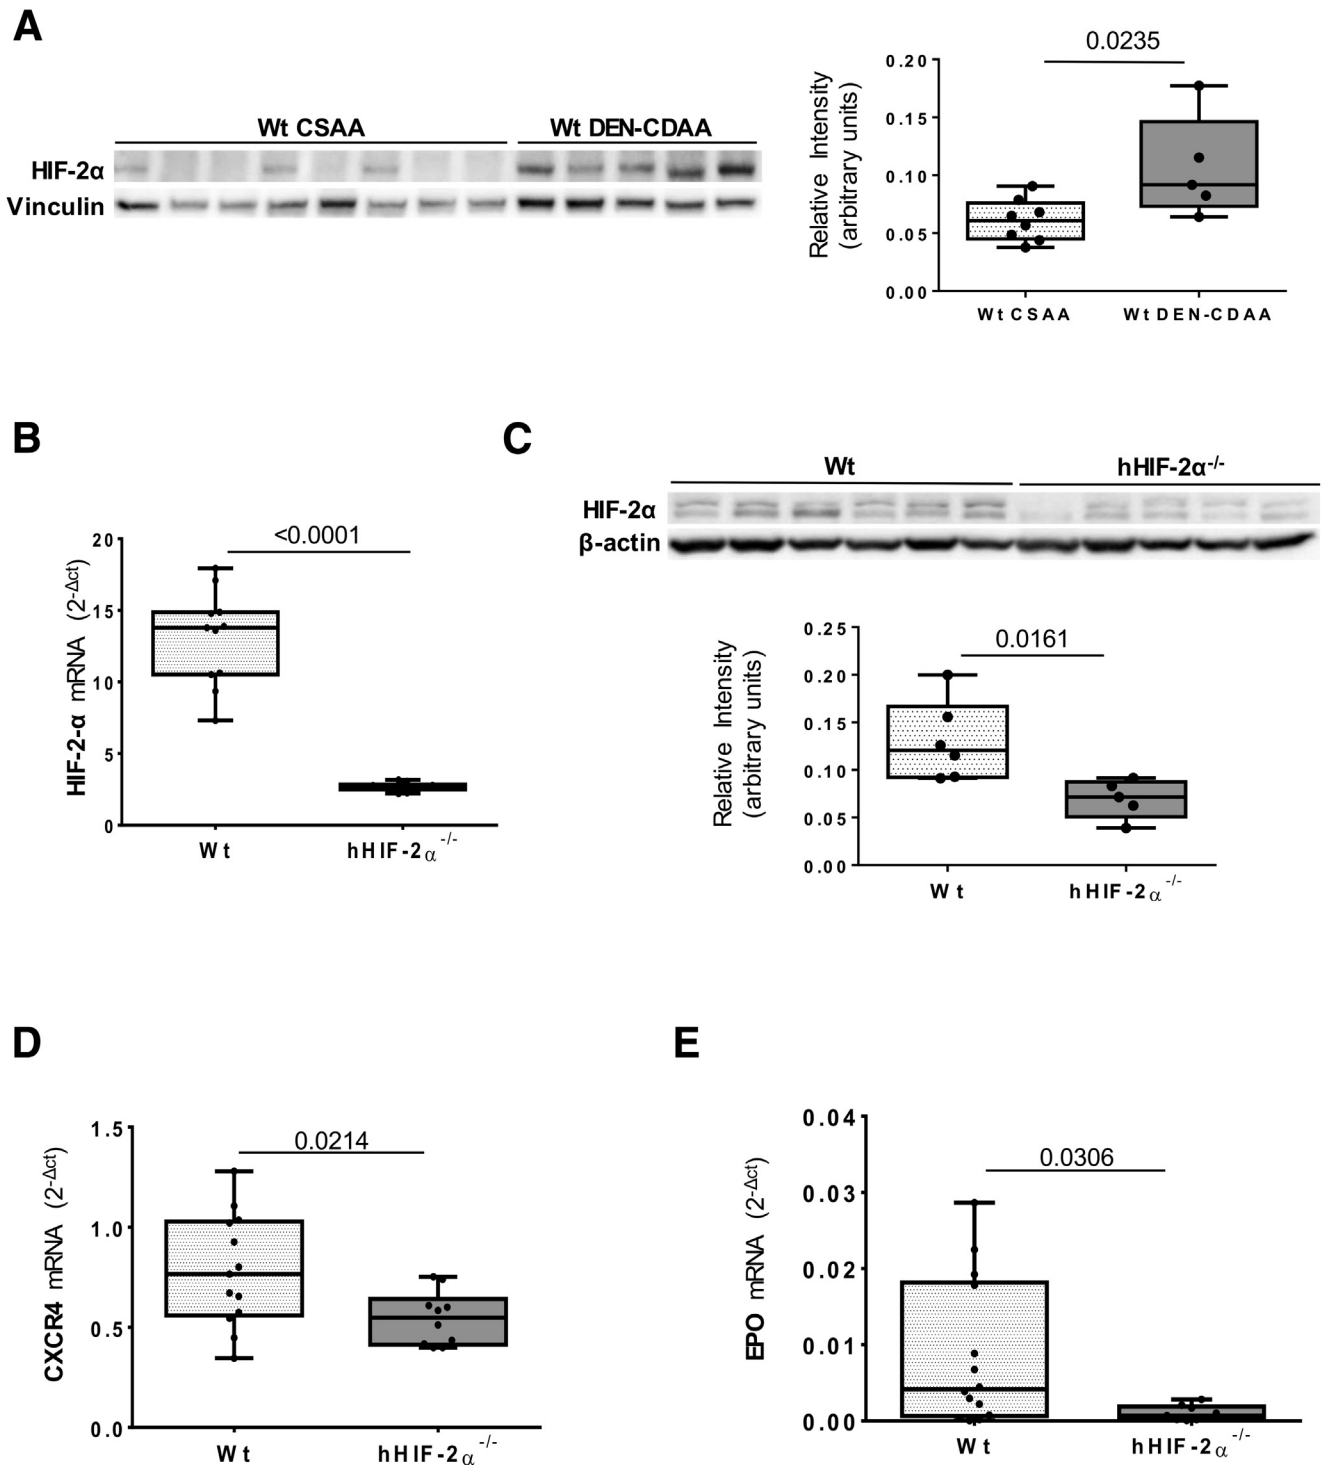 A
Wt CSAA
Wt DEN-CDAA
HIF-2α
Vinculin
Relative Intensity
(arbitrary units)
0.0235
0.20
0.15
0.10
0.05
0.00
Wt CSAA
Wt DEN-CDAA
B
HIF-2-α mRNA (2-Δct)
<0.0001
20
15
10
5
0
Wt
hHIF-2α-/-
C
Wt
hHIF-2α-/-
HIF-2α
β-actin
Relative Intensity
(arbitrary units)
0.0161
0.25
0.20
0.15
0.10
0.05
0.00
Wt
hHIF-2α-/-
D
CXCR4 mRNA (2-Δct)
0.0214
1.5
1.0
0.5
0.0
Wt
hHIF-2α-/-
E
EPO mRNA (2-Δct)
0.0306
0.04
0.03
0.02
0.01
0.00
Wt
hHIF-2α-/-